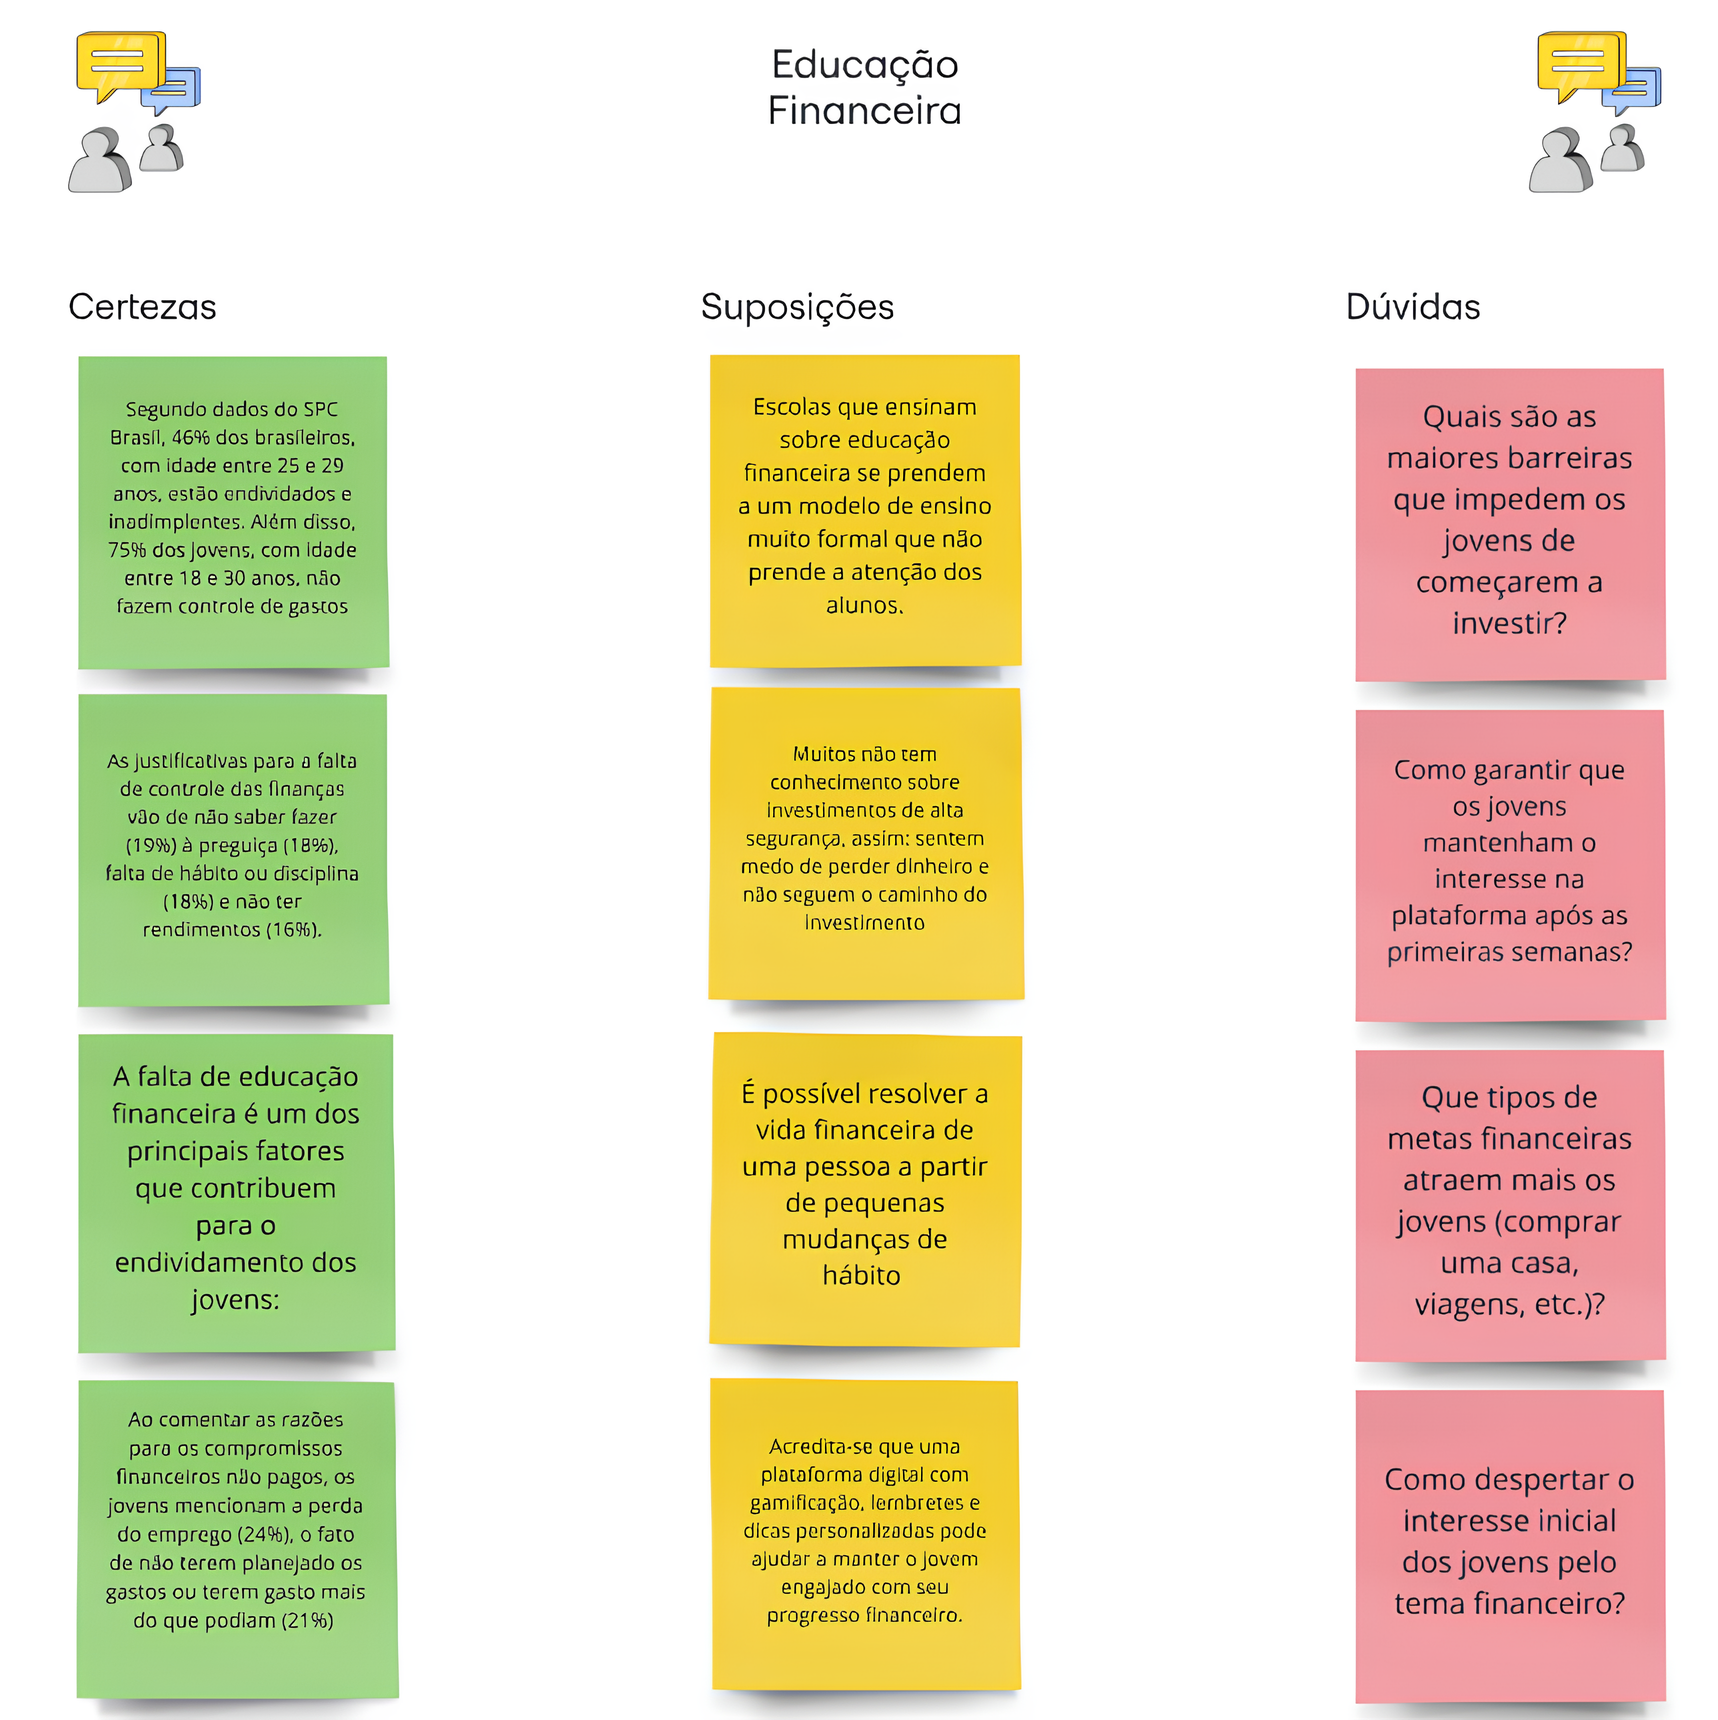 Educação
Financeira
Certezas
Segundo dados do SPC
Brasil, 46% dos brasileiros,
com idade entre 25 e 29
anos, estão endividados e
inadimplentes. Além disso,
75% dos jovens, com idade
entre 18 e 30 anos, não
fazem controle de gastos
As justificativas para a falta
de controle das finanças
vão de não saber fazer
(19%) à preguiça (18%),
falta de hábito ou disciplina
(18%) e não ter
rendimentos (16%).
A falta de educação
financeira é um dos
principais fatores
que contribuem
para o
endividamento dos
jovens:
Ao comentar as razões
para os compromissos
financeiros não pagos, os
jovens mencionam a perda
do emprego (24%), o fato
de não terem planejado os
gastos ou terem gasto mais
do que podiam (21%)
Suposições
Escolas que ensinam
sobre educação
financeira se prendem
a um modelo de ensino
muito formal que não
prende a atenção dos
alunos.
Muitos não tem
conhecimento sobre
investimentos de alta
segurança, assim: sentem
medo de perder dinheiro e
não seguem o caminho do
investimento
É possível resolver a
vida financeira de
uma pessoa a partir
de pequenas
mudanças de
hábito
Acredita-se que uma
plataforma digital com
gamificação, lembretes e
dicas personalizadas pode
ajudar a manter o jovem
engajado com seu
progresso financeiro.
Dúvidas
Quais são as
maiores barreiras
que impedem os
jovens de
começarem a
investir?
Como garantir que
os jovens
mantenham o
interesse na
plataforma após as
primeiras semanas?
Que tipos de
metas financeiras
atraem mais os
jovens (comprar
uma casa,
viagens, etc.)?
Como despertar o
interesse inicial
dos jovens pelo
tema financeiro?